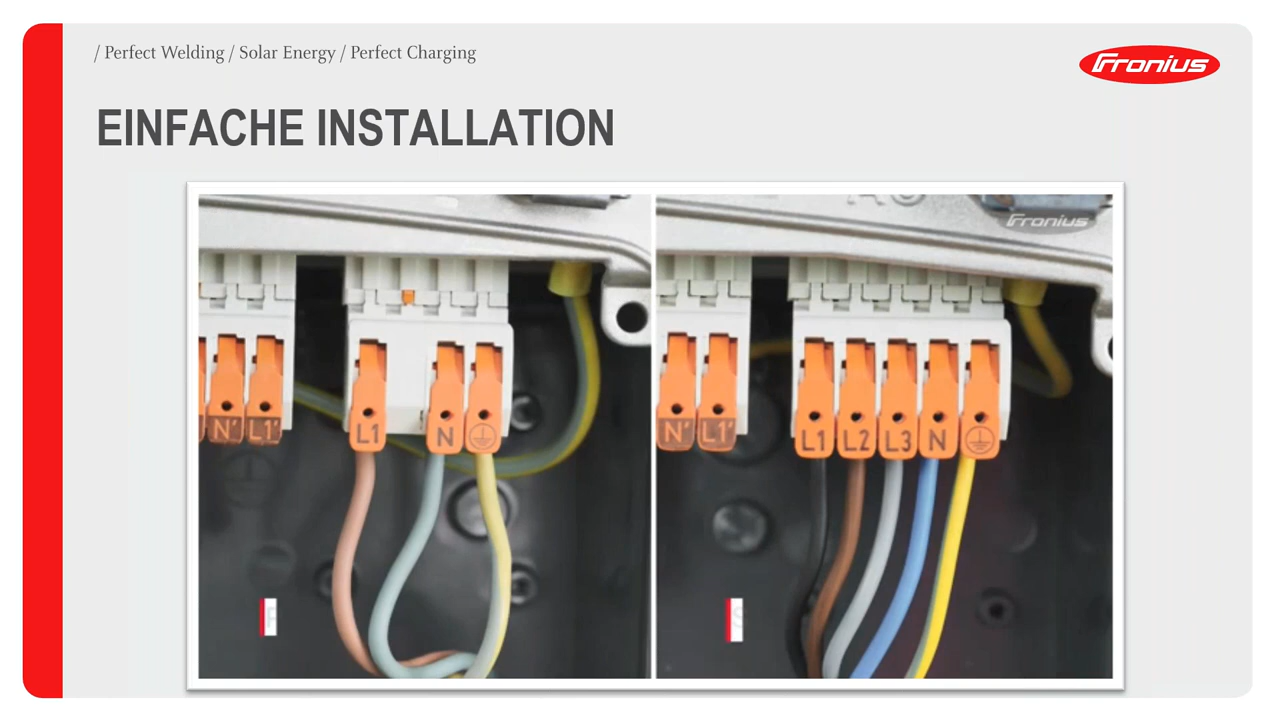 / Perfect Welding / Solar Energy / Perfect Charging
Fronius
EINFACHE INSTALLATION
Fronius
N' L1' L1 N
N' L1' L1 L2 L3 N